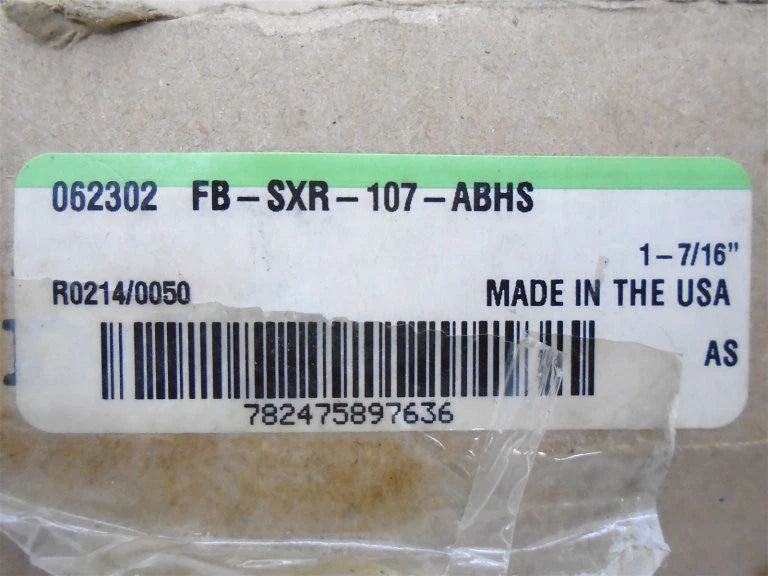 062302 FB-SXR-107-ABHS
1-7/16"
R0214/0050 MADE IN THE USA
AS
782475897636